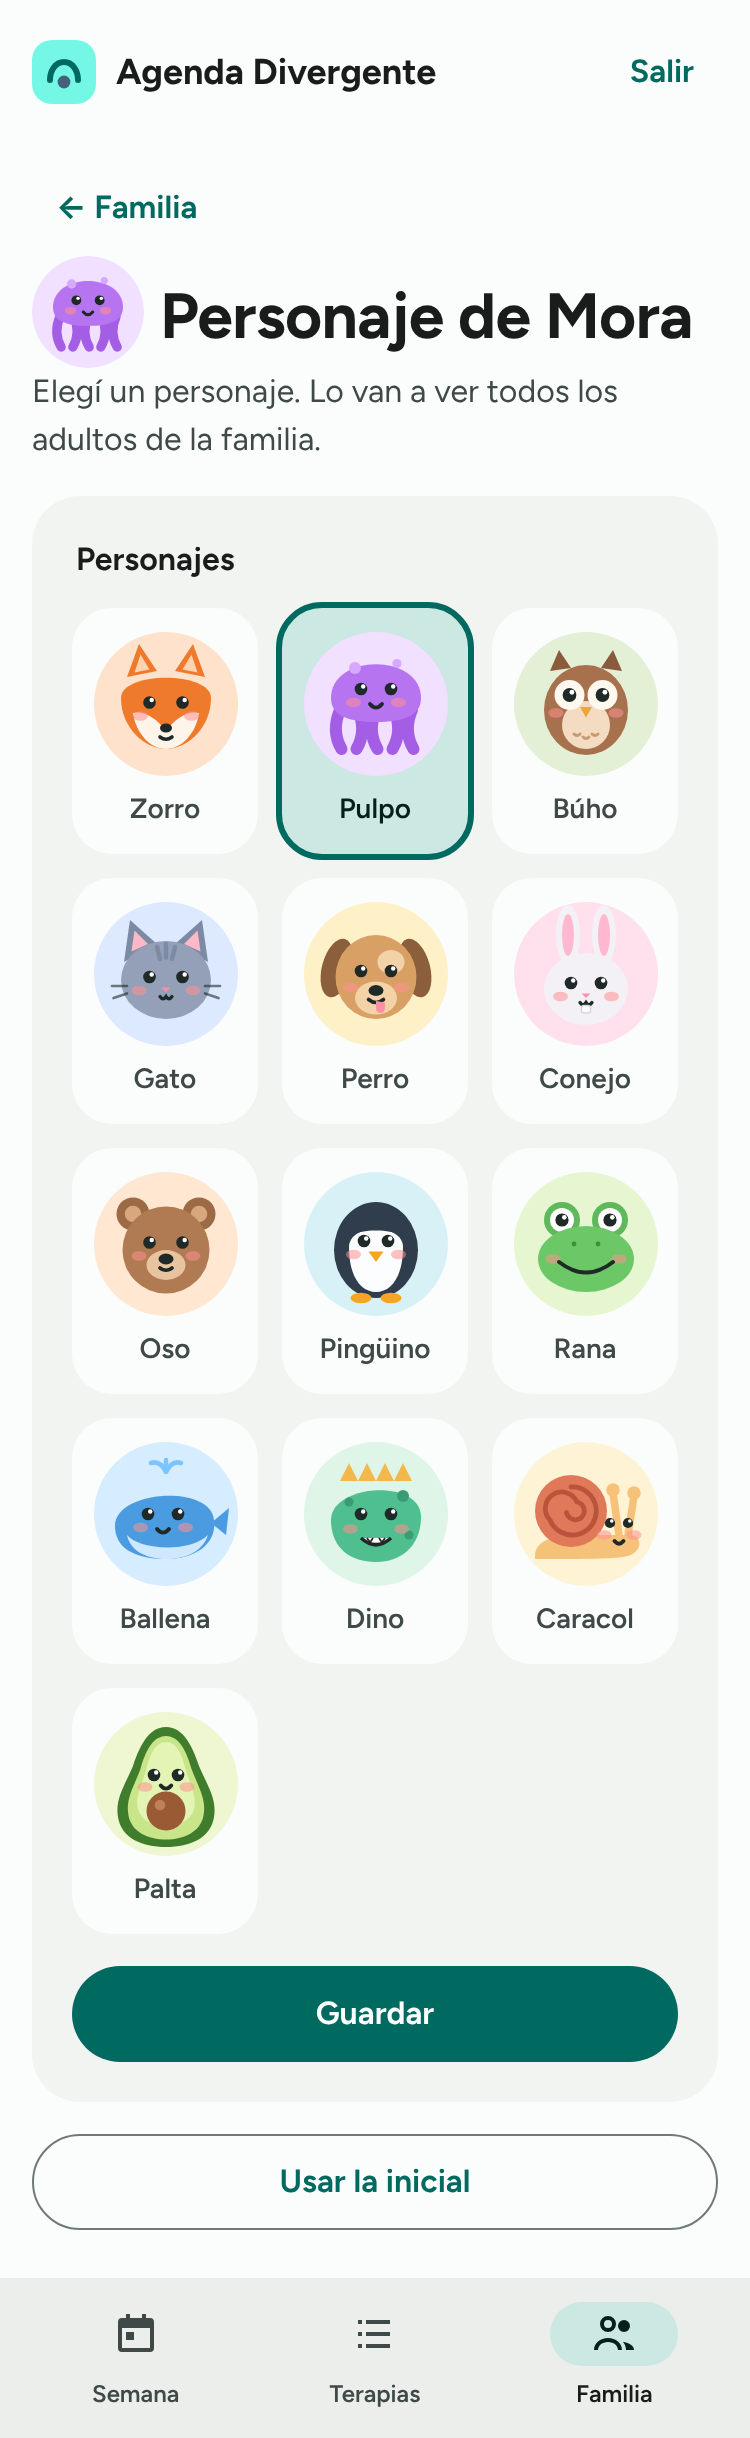 Agenda Divergente
Salir
← Familia
Personaje de Mora
Elegí un personaje. Lo van a ver todos los
adultos de la familia.
Personajes
Zorro
Pulpo
Búho
Gato
Perro
Conejo
Oso
Pingüino
Rana
Ballena
Dino
Caracol
Palta
Guardar
Usar la inicial
Semana
Terapias
Familia